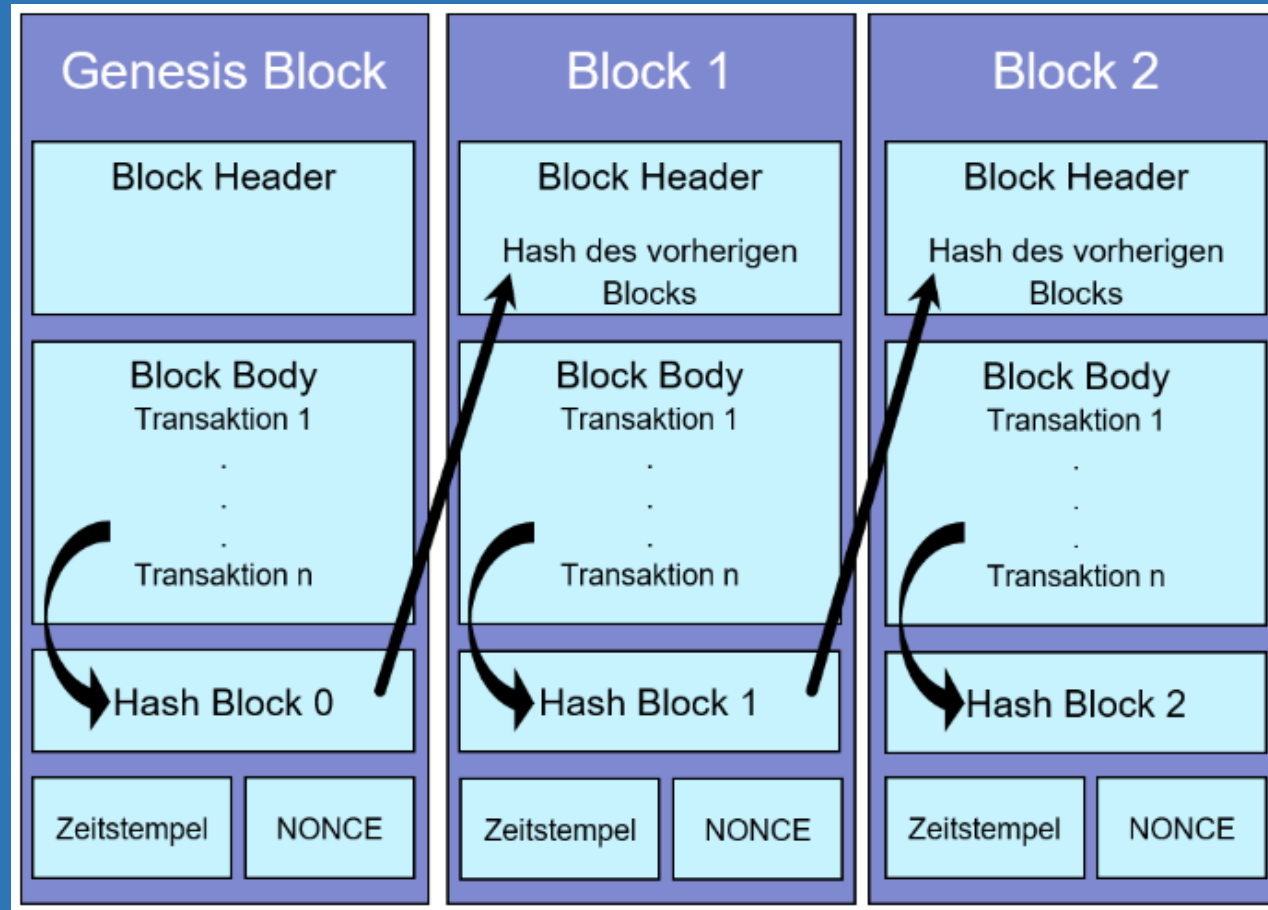 Genesis Block
Block Header
Block Body
Transaktion 1
.
.
.
Transaktion n
Hash Block 0
Zeitstempel
NONCE
Block 1
Block Header
Hash des vorherigen
Blocks
Block Body
Transaktion 1
.
.
.
Transaktion n
Hash Block 1
Zeitstempel
NONCE
Block 2
Block Header
Hash des vorherigen
Blocks
Block Body
Transaktion 1
.
.
.
Transaktion n
Hash Block 2
Zeitstempel
NONCE